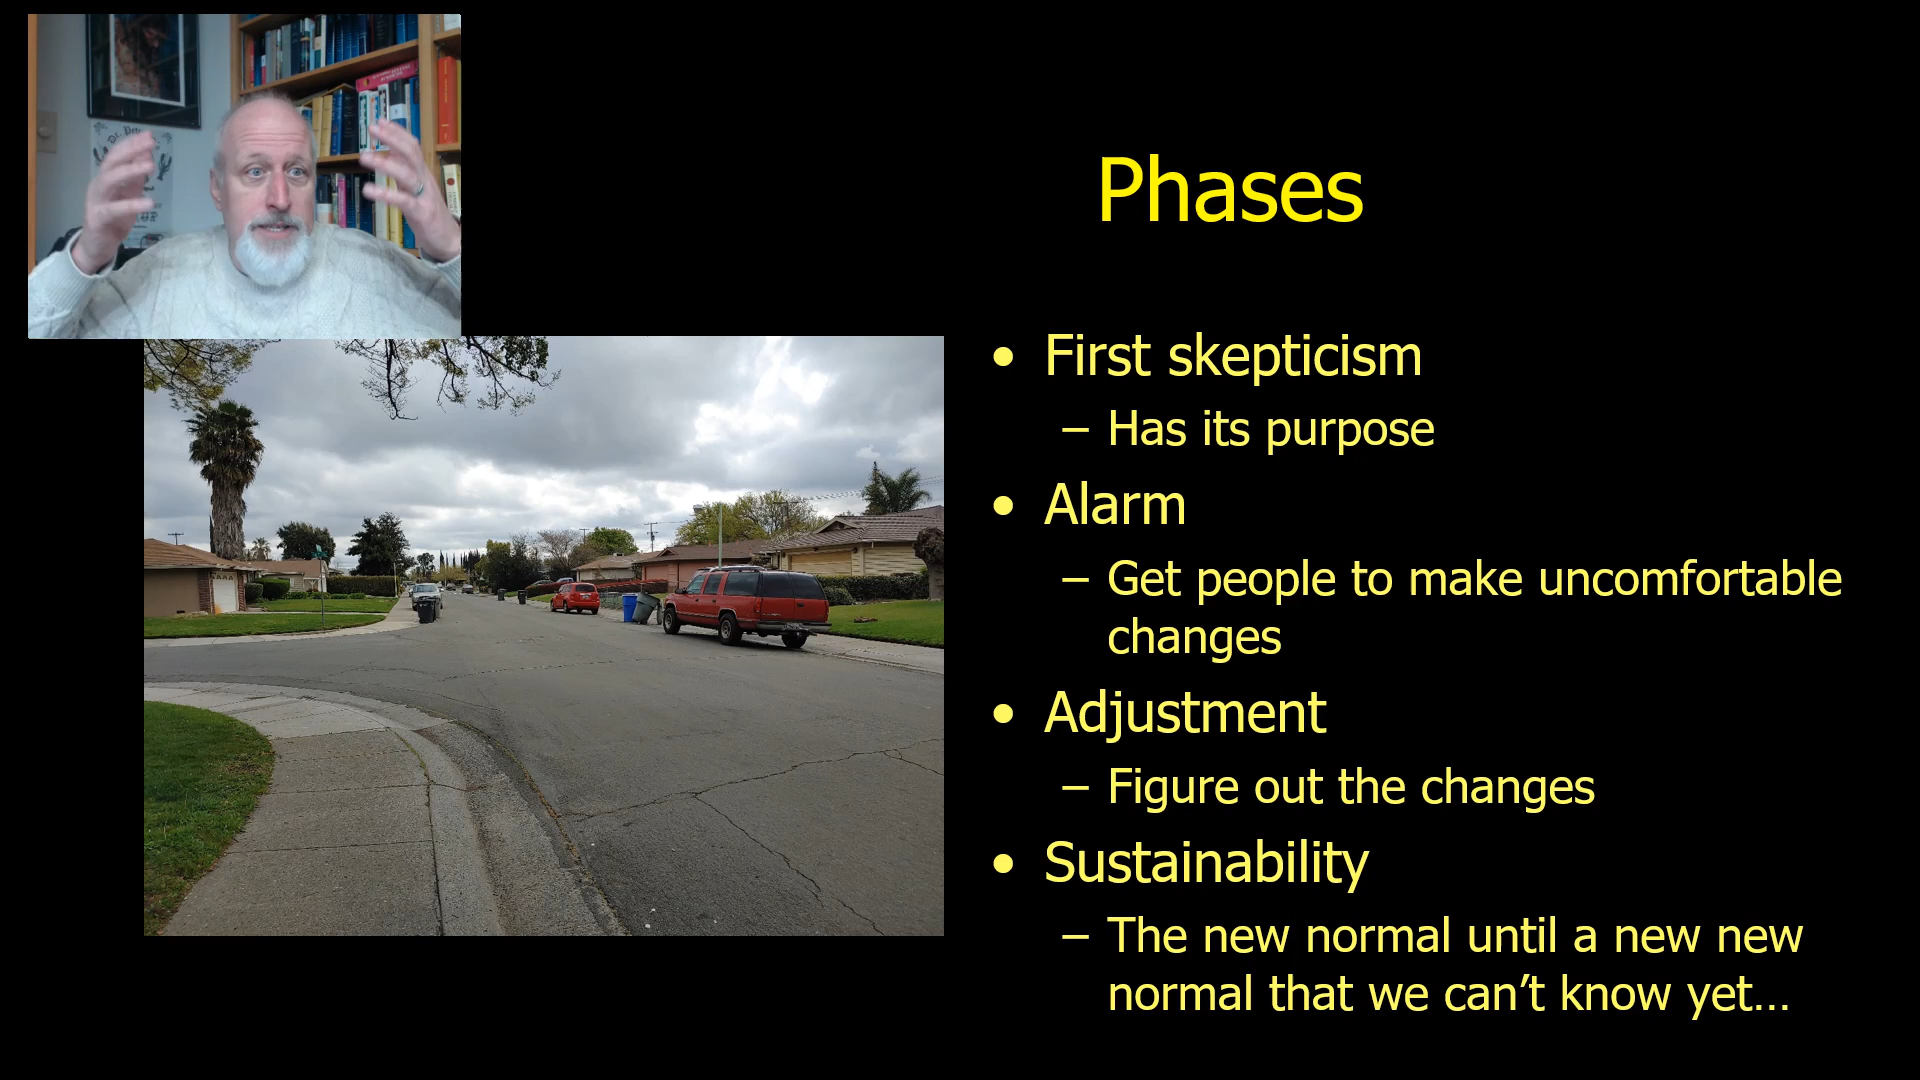 Phases
• First skepticism
– Has its purpose
• Alarm
– Get people to make uncomfortable
changes
• Adjustment
– Figure out the changes
• Sustainability
– The new normal until a new new
normal that we can’t know yet…